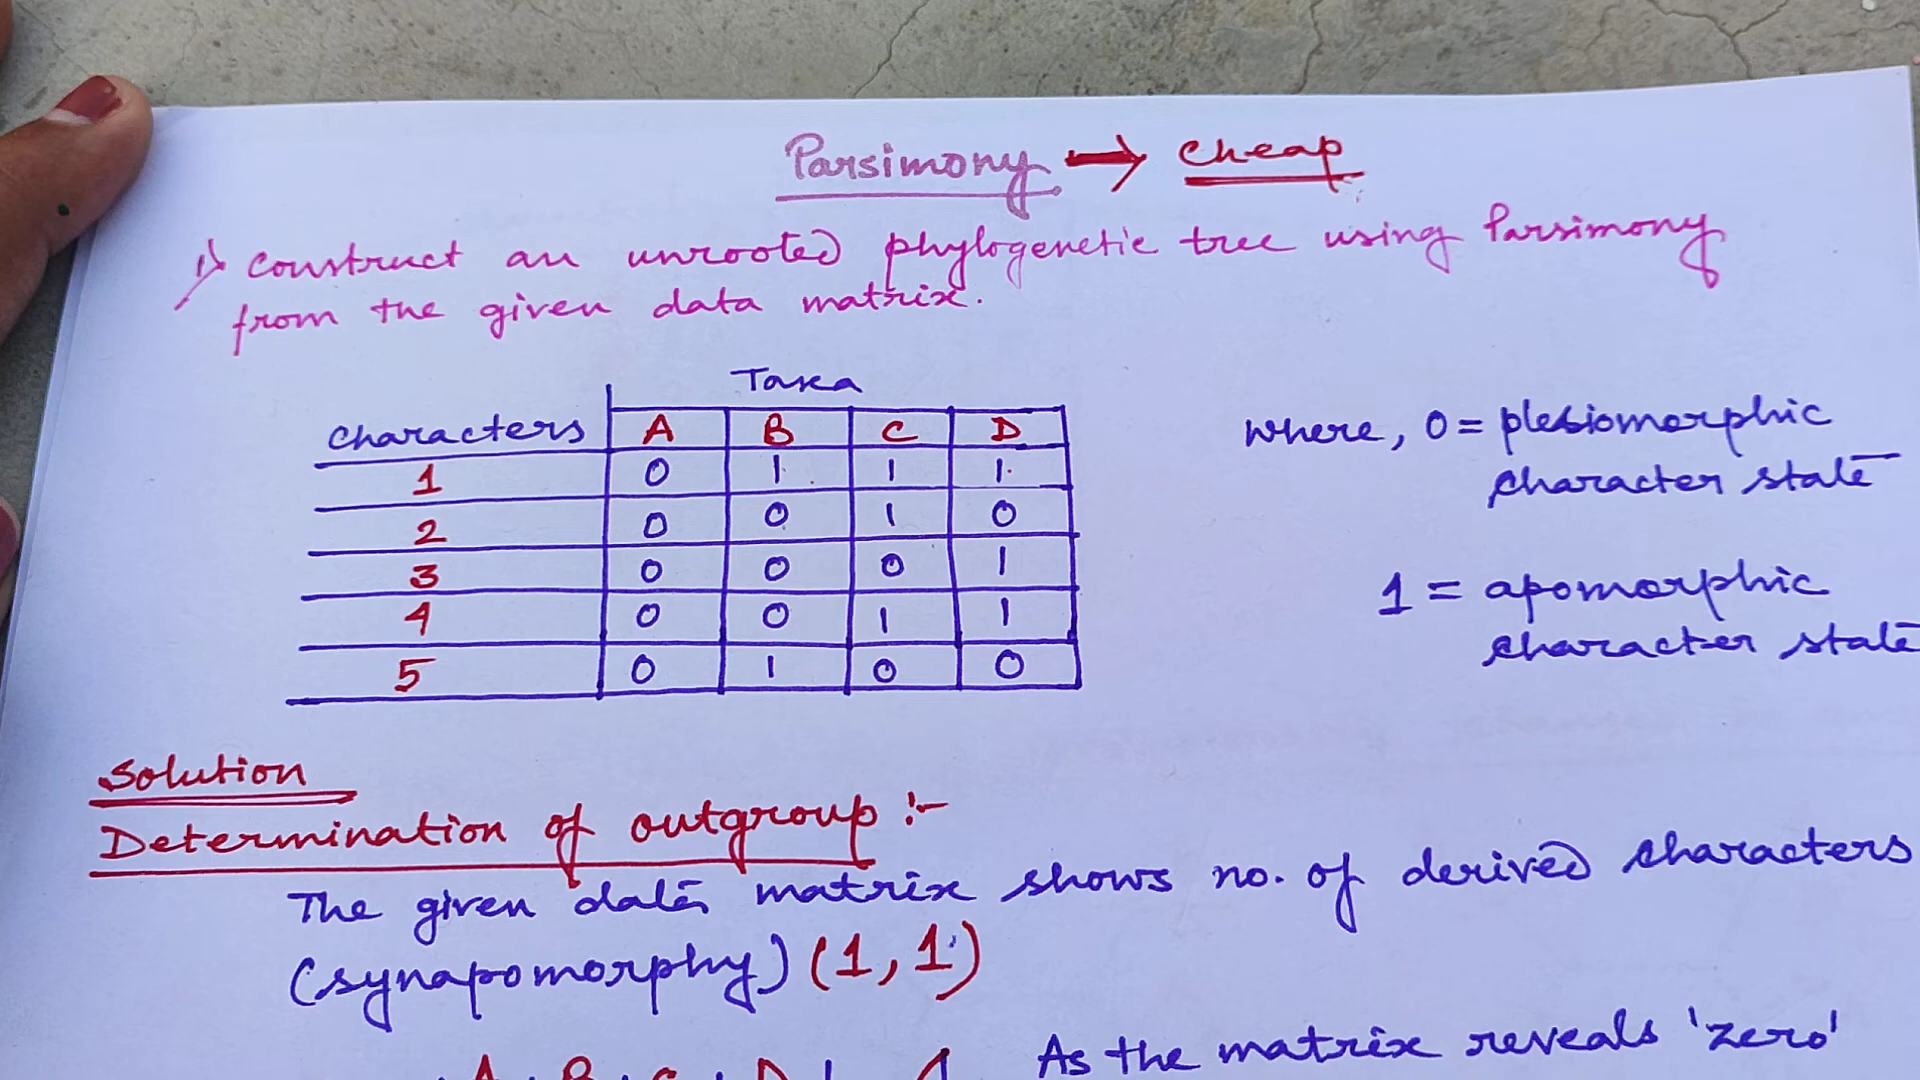 Parsimony → cheap
1) construct an unrooted phylogenetic tree using Parsimony
from the given data matrix.
Taxa
characters A B C D
1 0 1 1 1
2 0 0 1 0
3 0 0 0 1
4 0 0 1 1
5 0 1 0 0
where, 0 = plesiomorphic
character state
1 = apomorphic
character state
Solution
Determination of outgroup :-
The given data matrix shows no. of derived characters
(synapomorphy) (1, 1)
As the matrix reveals 'zero'